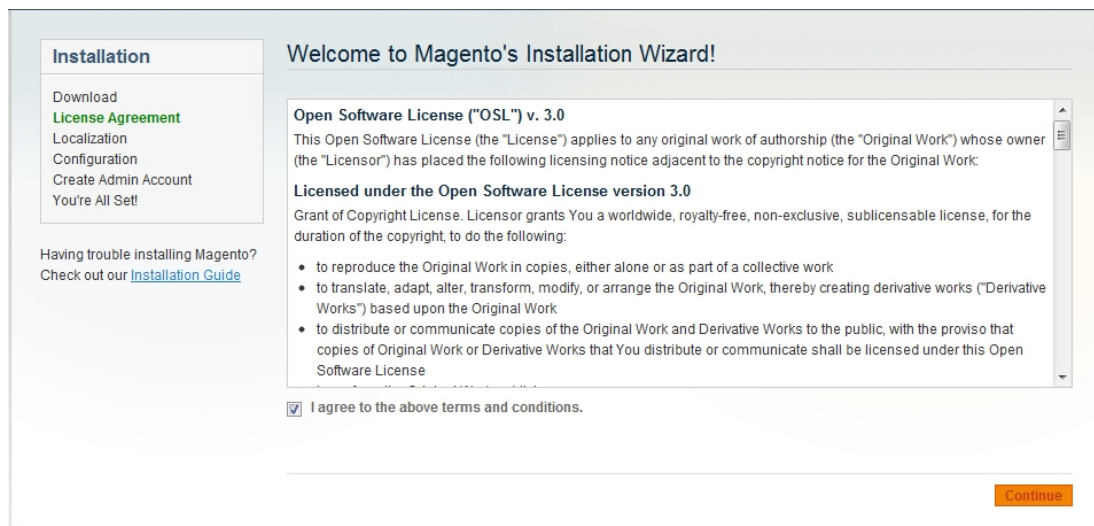 Installation
Download
License Agreement
Localization
Configuration
Create Admin Account
You're All Set!
Having trouble installing Magento?
Check out our Installation Guide
Welcome to Magento's Installation Wizard!
Open Software License ("OSL") v. 3.0
This Open Software License (the "License") applies to any original work of authorship (the "Original Work") whose owner
(the "Licensor") has placed the following licensing notice adjacent to the copyright notice for the Original Work:
Licensed under the Open Software License version 3.0
Grant of Copyright License. Licensor grants You a worldwide, royalty-free, non-exclusive, sublicensable license, for the
duration of the copyright, to do the following:
• to reproduce the Original Work in copies, either alone or as part of a collective work
• to translate, adapt, alter, transform, modify, or arrange the Original Work, thereby creating derivative works ("Derivative
Works") based upon the Original Work
• to distribute or communicate copies of the Original Work and Derivative Works to the public, with the proviso that
copies of Original Work or Derivative Works that You distribute or communicate shall be licensed under this Open
Software License
I agree to the above terms and conditions.
Continue